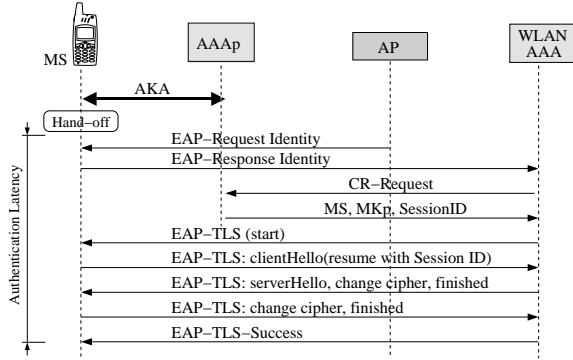 MS
AAAp
AP
WLAN
AAA
AKA
Hand−off
Authentication Latency
EAP−Request Identity
EAP−Response Identity
CR−Request
MS, MKp, SessionID
EAP−TLS (start)
EAP−TLS: clientHello(resume with Session ID)
EAP−TLS: serverHello, change cipher, finished
EAP−TLS: change cipher, finished
EAP−TLS−Success